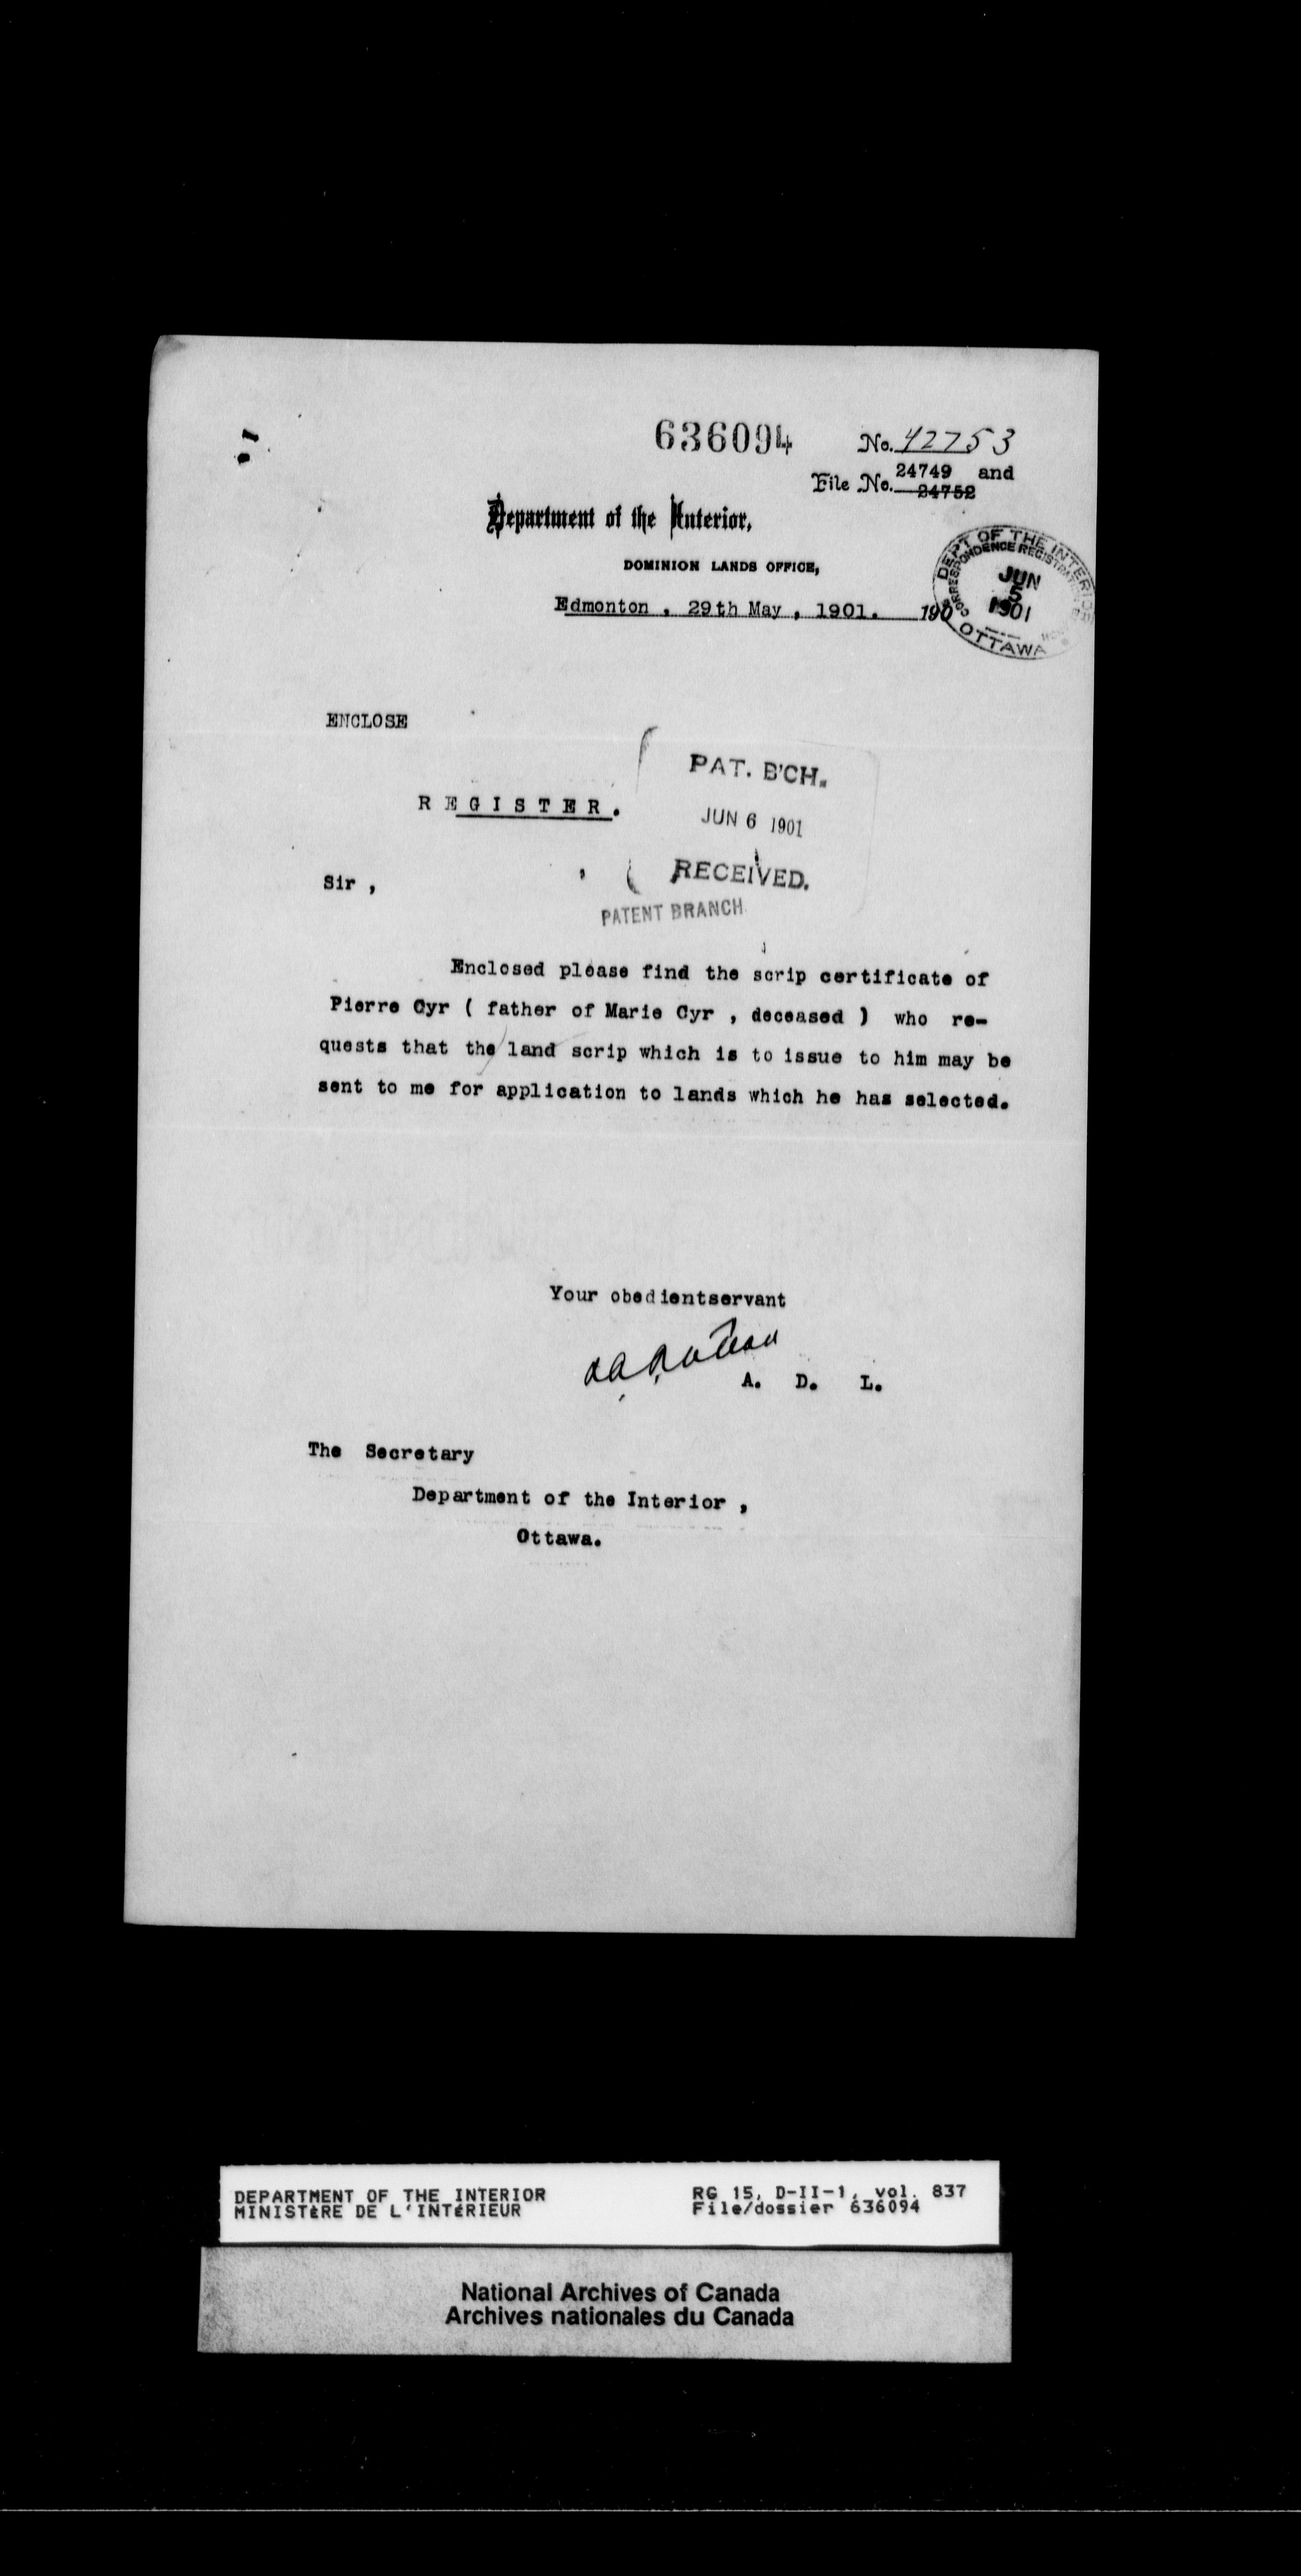 636094 No. 42753
File No. 24749 and
24752
Department of the Interior,
DOMINION LANDS OFFICE,
Edmonton , 29th May , 1901. 190
DEPT OF THE INTERIOR
CORRESPONDENCE REGISTRATION
JUN
5
1901
OTTAWA
ENCLOSE
PAT. B'CH.
REGISTER.
JUN 6 1901
RECEIVED.
Sir ,
PATENT BRANCH
Enclosed please find the scrip certificate of
Pierre Cyr ( father of Marie Cyr , deceased ) who re-
quests that the land scrip which is to issue to him may be
sent to me for application to lands which he has selected.
Your obedientservant
A. D. L.
The Secretary
Department of the Interior ,
Ottawa.
DEPARTMENT OF THE INTERIOR RG 15, D-II-1, vol. 837
MINISTÈRE DE L'INTÉRIEUR File/dossier 636094
National Archives of Canada
Archives nationales du Canada